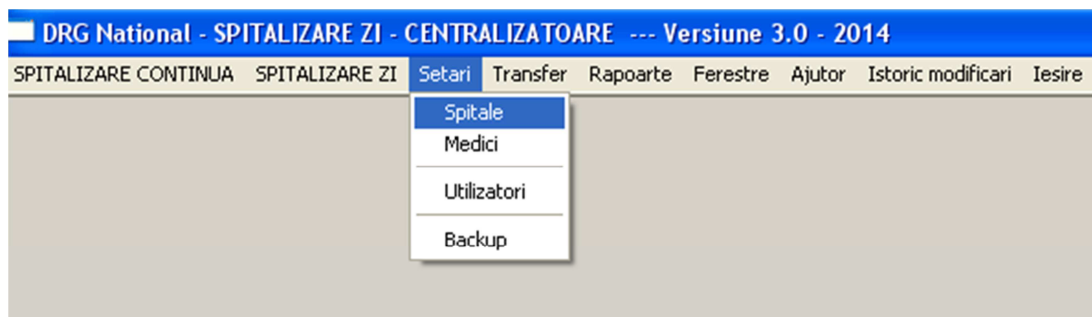 DRG National - SPITALIZARE ZI - CENTRALIZATOARE --- Versiune 3.0 - 2014
SPITALIZARE CONTINUA SPITALIZARE ZI Setari Transfer Rapoarte Ferestre Ajutor Istoric modificari Iesire
Spitale
Medici
Utilizatori
Backup